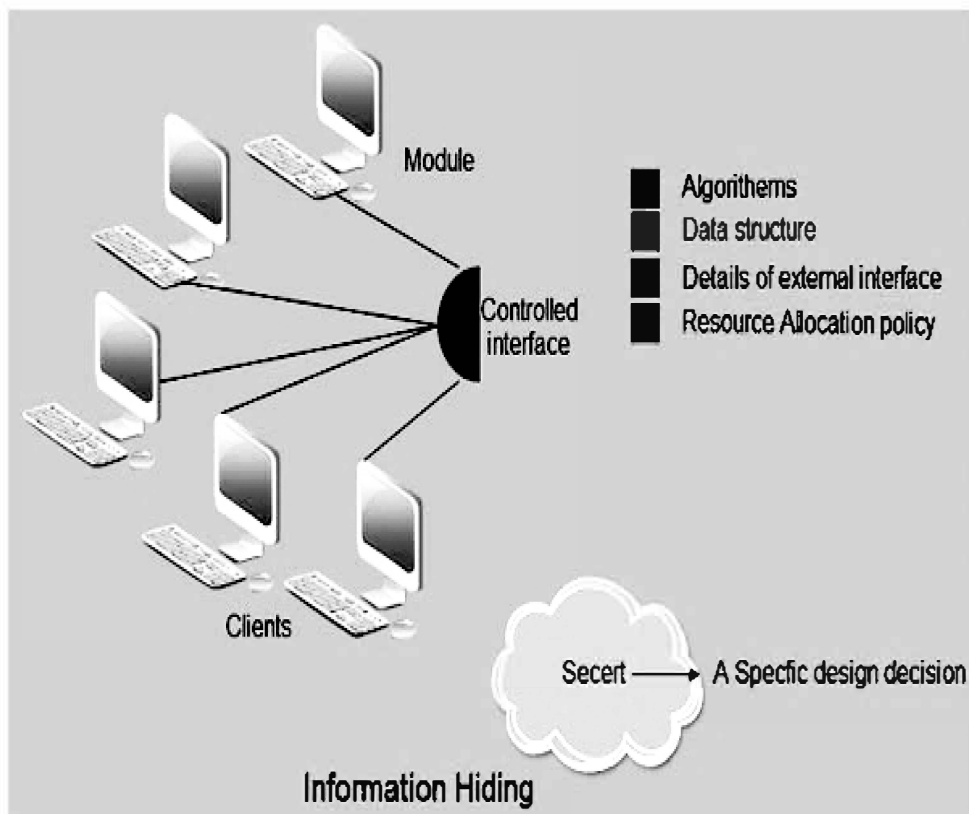 Module
Algorithems
Data structure
Details of external interface
Resource Allocation policy
Controlled
interface
Clients
Secert
A Specfic design decision
Information Hiding